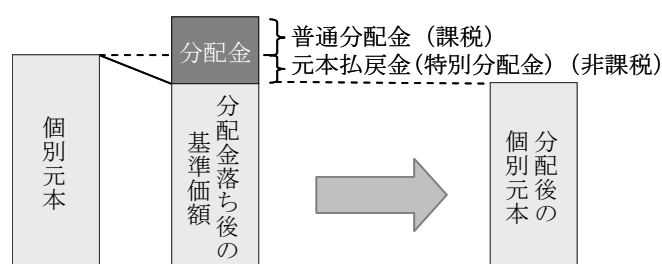 分配金
普通分配金（課税）
元本払戻金（特別分配金）（非課税）
個別元本
分配金落ち後の
基準価額
分配後の
個別元本